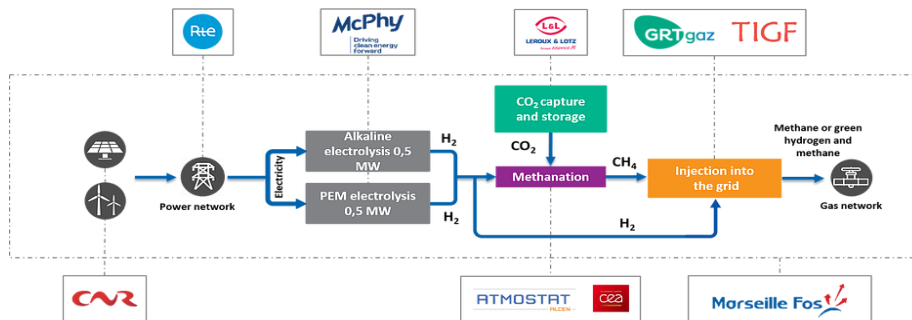 Rte
McPhy
Driving
clean energy
forward
L&L
LEROUX & LOTZ
GRTgaz
TIGF
CO₂ capture
and storage
Alkaline
electrolysis 0,5
MW
H₂
CO₂
CH₄
Methane or green
hydrogen and
methane
Electricity
Methanation
Injection into
the grid
Power network
PEM electrolysis
0,5 MW
H₂
H₂
Gas network
CNR
ATMOSTAT
ALCEN
cea
Marseille Fos